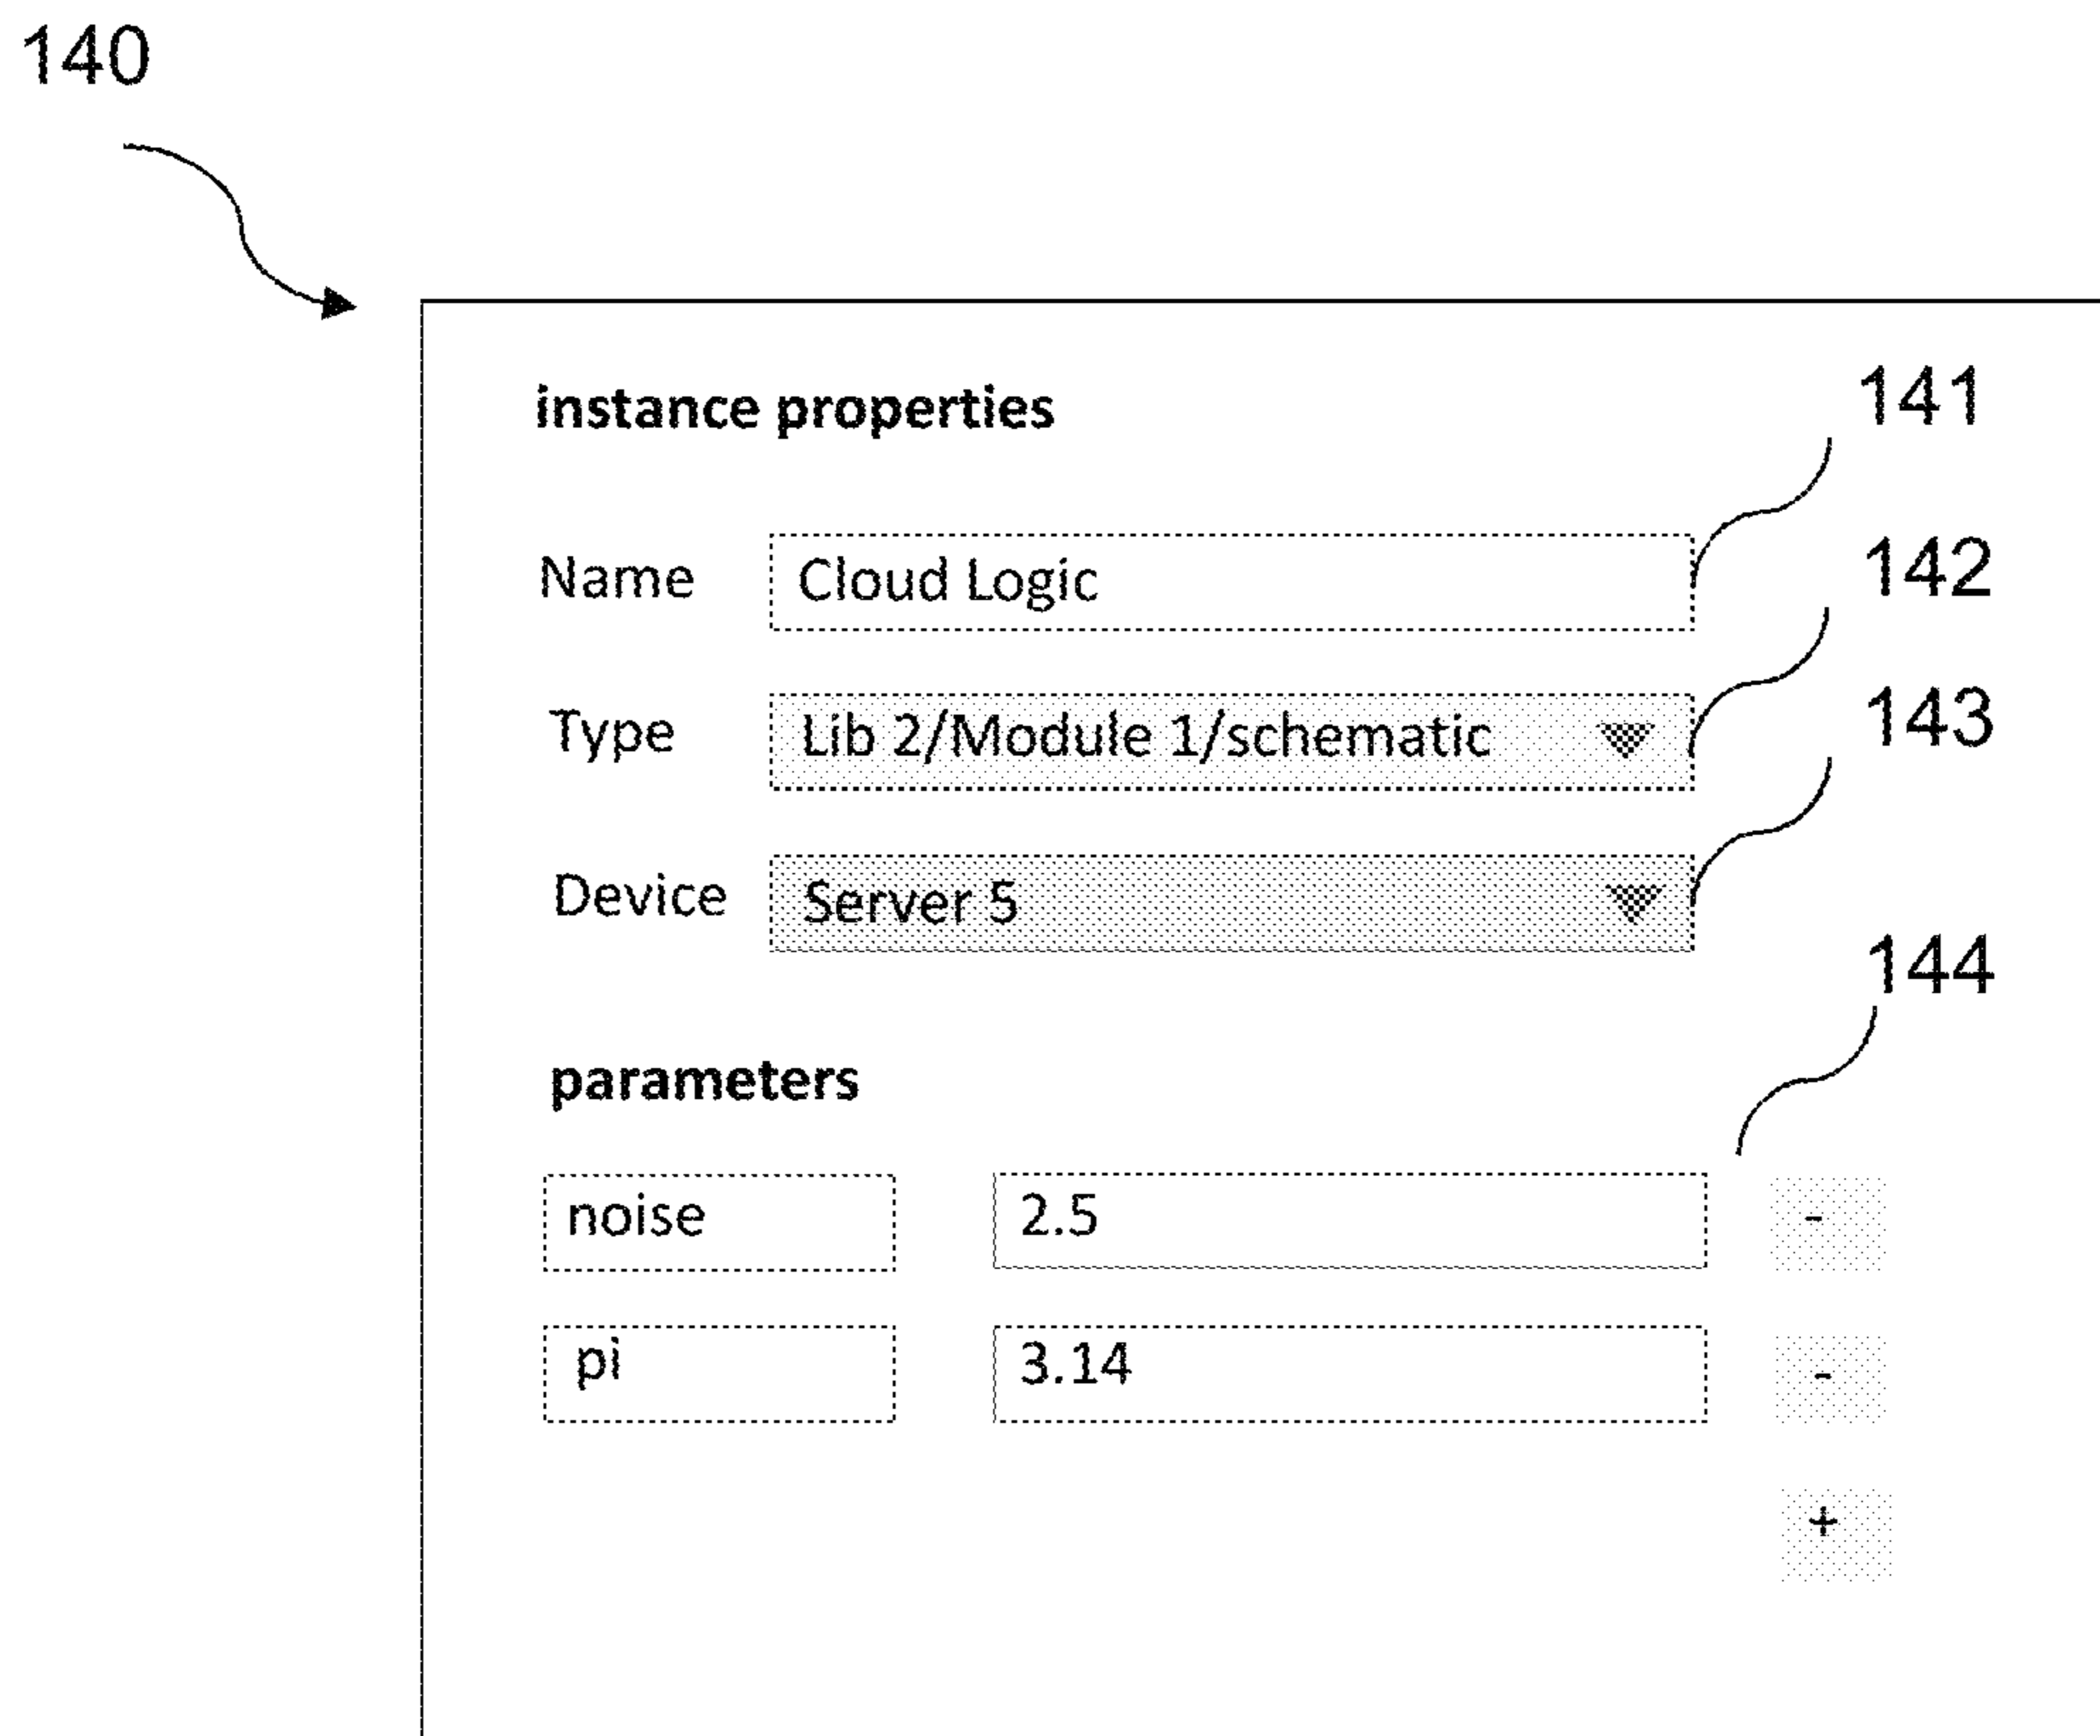 140
instance properties
141
Name Cloud Logic
142
Type Lib 2/Module 1/schematic
143
Device Server 5
144
parameters
noise 2.5 -
pi 3.14 -
+